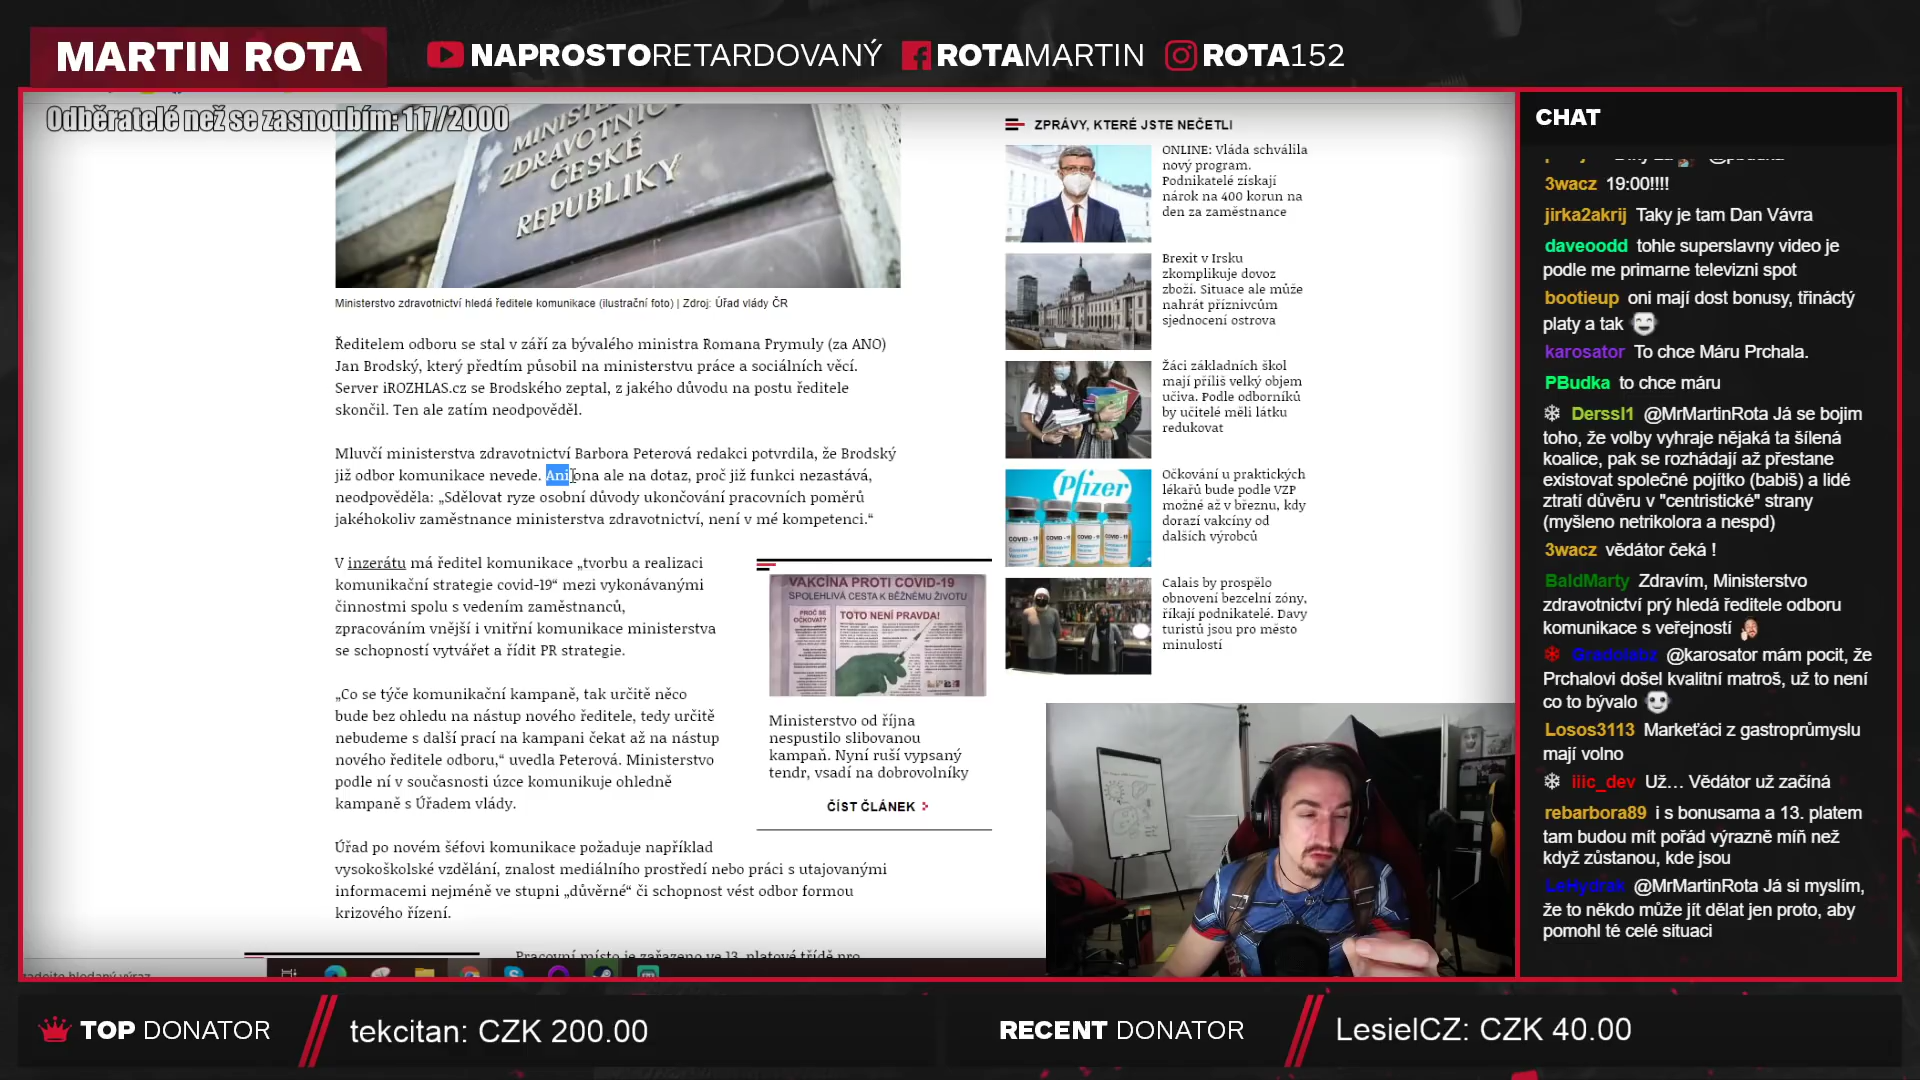 MARTIN ROTA
NAPROSTORETARDOVANÝ
ROTAMARTIN
ROTA152
Odběratelé než se zasnoubím: 117/2000
MINIS
ZDRAVOTNIC
ČESKÉ
REPUBLIKY
Ministerstvo zdravotnictví hledá ředitele komunikace (ilustrační foto) | Zdroj: Úřad vlády ČR
Ředitelem odboru se stal v září za bývalého ministra Romana Prymuly (za ANO)
Jan Brodský, který předtím působil na ministerstvu práce a sociálních věcí.
Server iROZHLAS.cz se Brodského zeptal, z jakého důvodu na postu ředitele
skončil. Ten ale zatím neodpověděl.
Mluvčí ministerstva zdravotnictví Barbora Peterová redakci potvrdila, že Brodský
již odbor komunikace nevede. Ani ona ale na dotaz, proč již funkci nezastává,
neodpověděla: „Sdělovat ryze osobní důvody ukončování pracovních poměrů
jakéhokoliv zaměstnance ministerstva zdravotnictví, není v mé kompetenci.“
V inzerátu má ředitel komunikace „tvorbu a realizaci
komunikační strategie covid-19“ mezi vykonávanými
činnostmi spolu s vedením zaměstnanců,
zpracováním vnější i vnitřní komunikace ministerstva
se schopností vytvářet a řídit PR strategie.
„Co se týče komunikační kampaně, tak určitě něco
bude bez ohledu na nástup nového ředitele, tedy určitě
nebudeme s další prací na kampani čekat až na nástup
nového ředitele odboru,“ uvedla Peterová. Ministerstvo
podle ní v současnosti úzce komunikuje ohledně
kampaně s Úřadem vlády.
Úřad po novém šéfovi komunikace požaduje například
vysokoškolské vzdělání, znalost mediálního prostředí nebo práci s utajovanými
informacemi nejméně ve stupni „důvěrné“ či schopnost vést odbor formou
krizového řízení.
Pracovní místo je zařazeno ve 13. platové třídě pro
VAKCÍNA PROTI COVID-19
SPOLEHLIVÁ CESTA K BĚŽNÉMU ŽIVOTU
PROČ SE
OČKOVAT?
TOTO NENÍ PRAVDA!
Ministerstvo od října
nespustilo slibovanou
kampaň. Nyní ruší vypsaný
tendr, vsadí na dobrovolníky
ČÍST ČLÁNEK
ZPRÁVY, KTERÉ JSTE NEČETLI
ONLINE: Vláda schválila
nový program.
Podnikatelé získají
nárok na 400 korun na
den za zaměstnance
Brexit v Irsku
zkomplikuje dovoz
zboží. Situace ale může
nahrát příznivcům
sjednocení ostrova
Žáci základních škol
mají příliš velký objem
učiva. Podle odborníků
by učitelé měli látku
redukovat
Pfizer
COVID-19
Očkování u praktických
lékařů bude podle VZP
možné až v březnu, kdy
dorazí vakcíny od
dalších výrobců
Calais by prospělo
obnovení bezcelní zóny,
říkají podnikatelé. Davy
turistů jsou pro město
minulostí
CHAT
3wacz 19:00!!!!
jirka2akrij Taky je tam Dan Vávra
daveoodd tohle superslavny video je
podle me primarne televizni spot
bootieup oni mají dost bonusy, třináctý
platy a tak
karosator To chce Máru Prchala.
PBudka to chce máru
Derssl1 @MrMartinRota Já se bojim
toho, že volby vyhraje nějaká ta šílená
koalice, pak se rozhádají až přestane
existovat společné pojítko (babiš) a lidé
ztratí důvěru v "centristické" strany
(myšleno netrikolora a nespd)
3wacz vědátor čeká !
BaldMarty Zdravím, Ministerstvo
zdravotnictví prý hledá ředitele odboru
komunikace s veřejností
@karosator mám pocit, že
Prchalovi došel kvalitní matroš, už to není
co to bývalo
Losos3113 Markeťáci z gastroprůmyslu
mají volno
iiic_dev Už… Vědátor už začíná
rebarbora89 i s bonusama a 13. platem
tam budou mít pořád výrazně míň než
když zůstanou, kde jsou
LeHydrak @MrMartinRota Já si myslím,
že to někdo může jít dělat jen proto, aby
pomohl té celé situaci
TOP DONATOR
tekcitan: CZK 200.00
RECENT DONATOR
LesielCZ: CZK 40.00